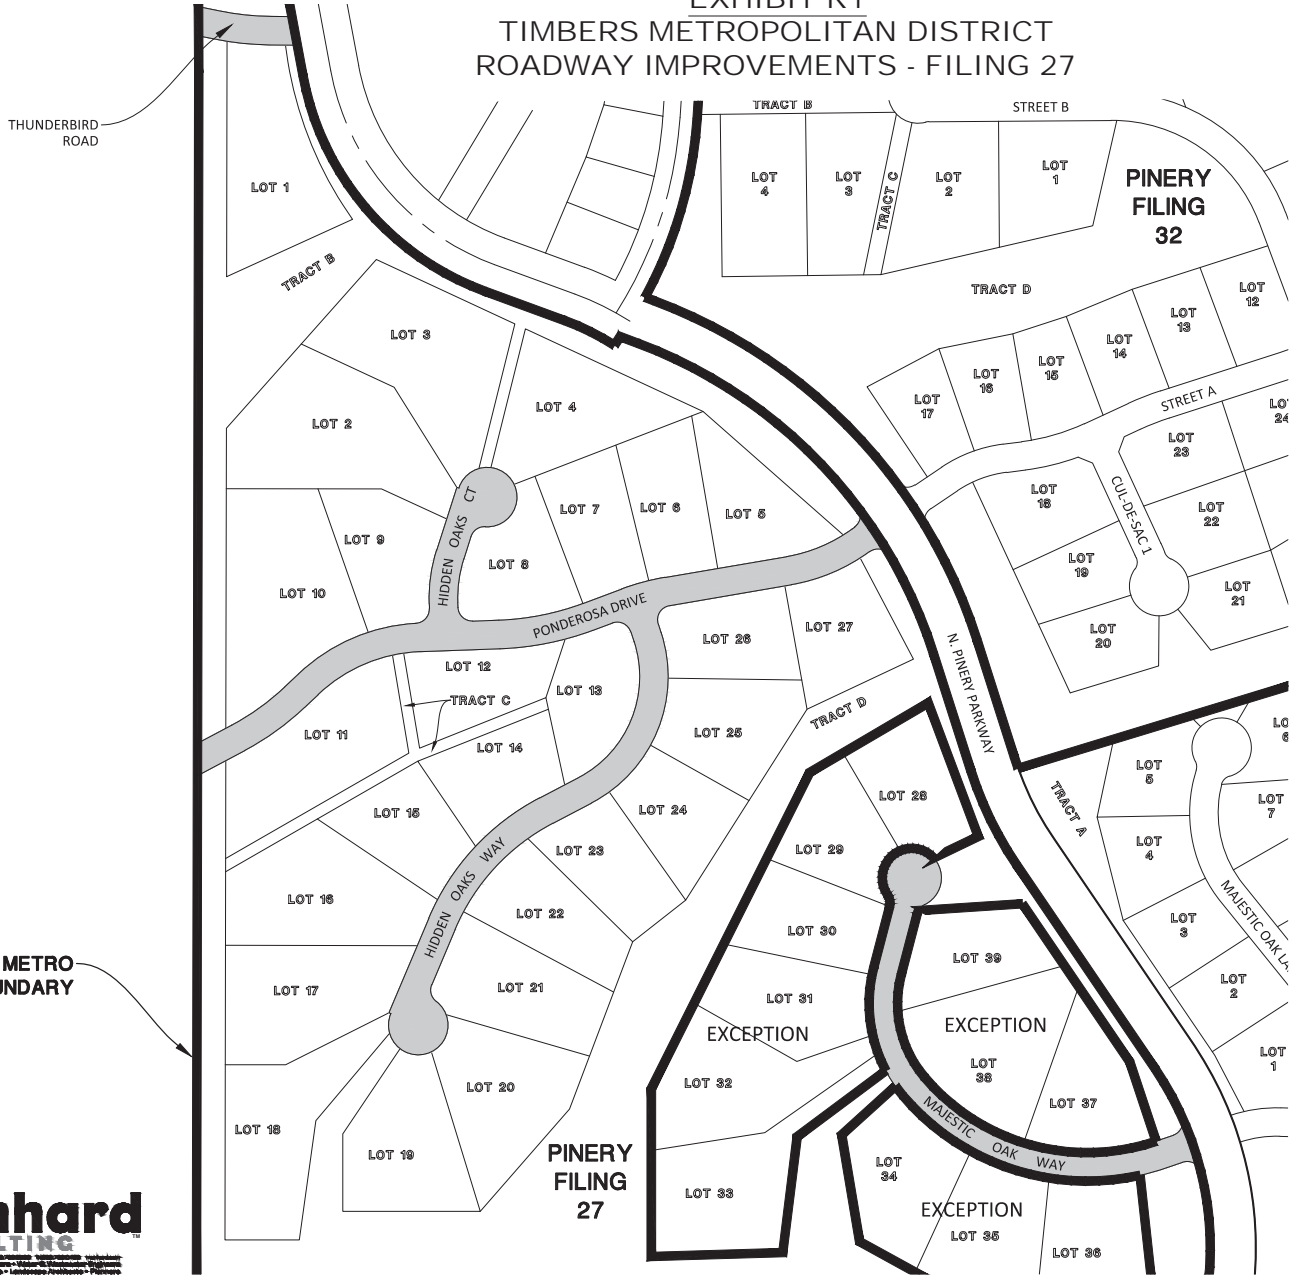 EXHIBIT R1
TIMBERS METROPOLITAN DISTRICT
ROADWAY IMPROVEMENTS - FILING 27
THUNDERBIRD
ROAD
LOT 1
TRACT B
TRACT B
STREET B
LOT
4
LOT
3
TRACT C
LOT
2
LOT
1
PINERY
FILING
32
TRACT D
LOT
12
LOT
13
LOT
14
LOT
15
LOT
16
LOT
17
STREET A
LOT
24
LOT
23
LOT
22
LOT
21
CUL-DE-SAC 1
LOT
18
LOT
19
LOT
20
LOT 3
LOT 2
LOT 4
HIDDEN OAKS CT
LOT 7
LOT 6
LOT 5
LOT 8
LOT 9
LOT 10
PONDEROSA DRIVE
LOT 26
LOT 27
LOT 12
TRACT C
LOT 13
LOT 11
LOT 14
LOT 25
TRACT D
N. PINERY PARKWAY
LOT 15
LOT 24
LOT 23
HIDDEN OAKS WAY
LOT 16
LOT 22
LOT 17
LOT 21
LOT 20
LOT 18
LOT 19
METRO
UNDARY
LOT 28
LOT 29
LOT 30
LOT 31
EXCEPTION
LOT 32
LOT 33
LOT 39
EXCEPTION
LOT
38
LOT 37
MAJESTIC OAK WAY
LOT
34
EXCEPTION
LOT 35
LOT 36
PINERY
FILING
27
TRACT A
LOT
5
LOT
4
LOT
3
LOT
2
LOT
1
LO
6
LOT
7
MAJESTIC OAK LA
hard
LTING